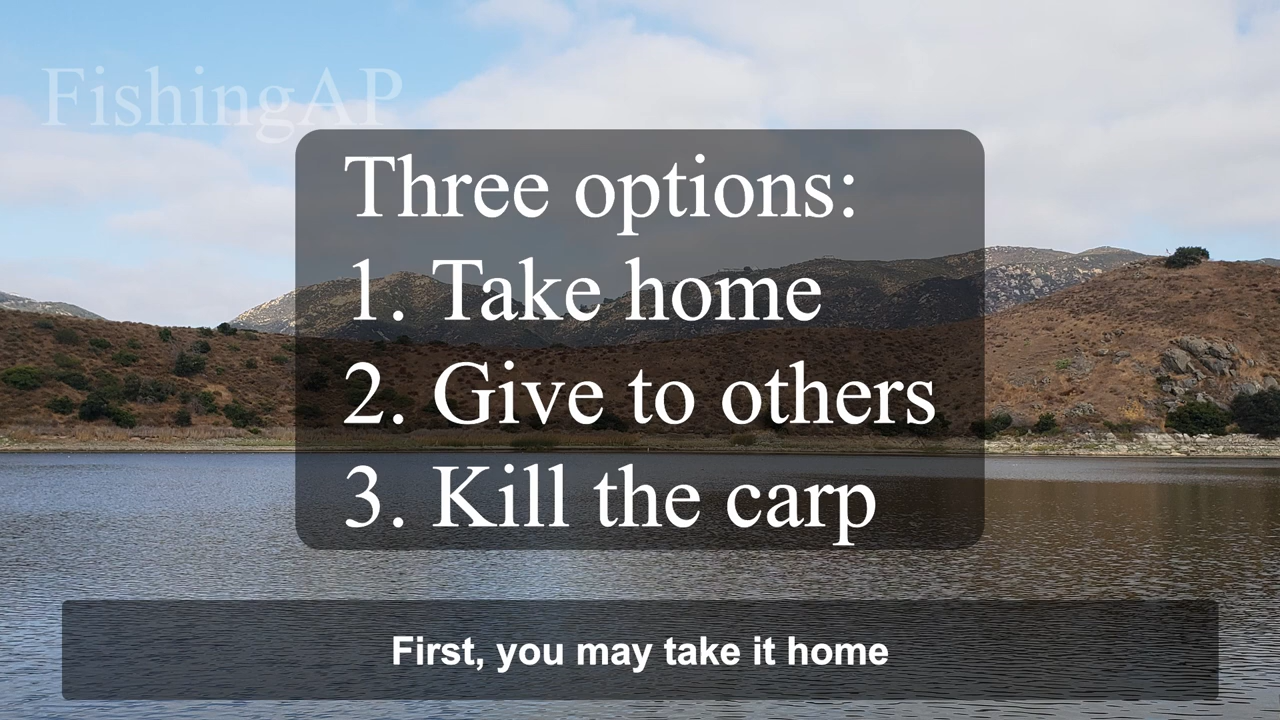 FishingAP
Three options:
1. Take home
2. Give to others
3. Kill the carp
First, you may take it home